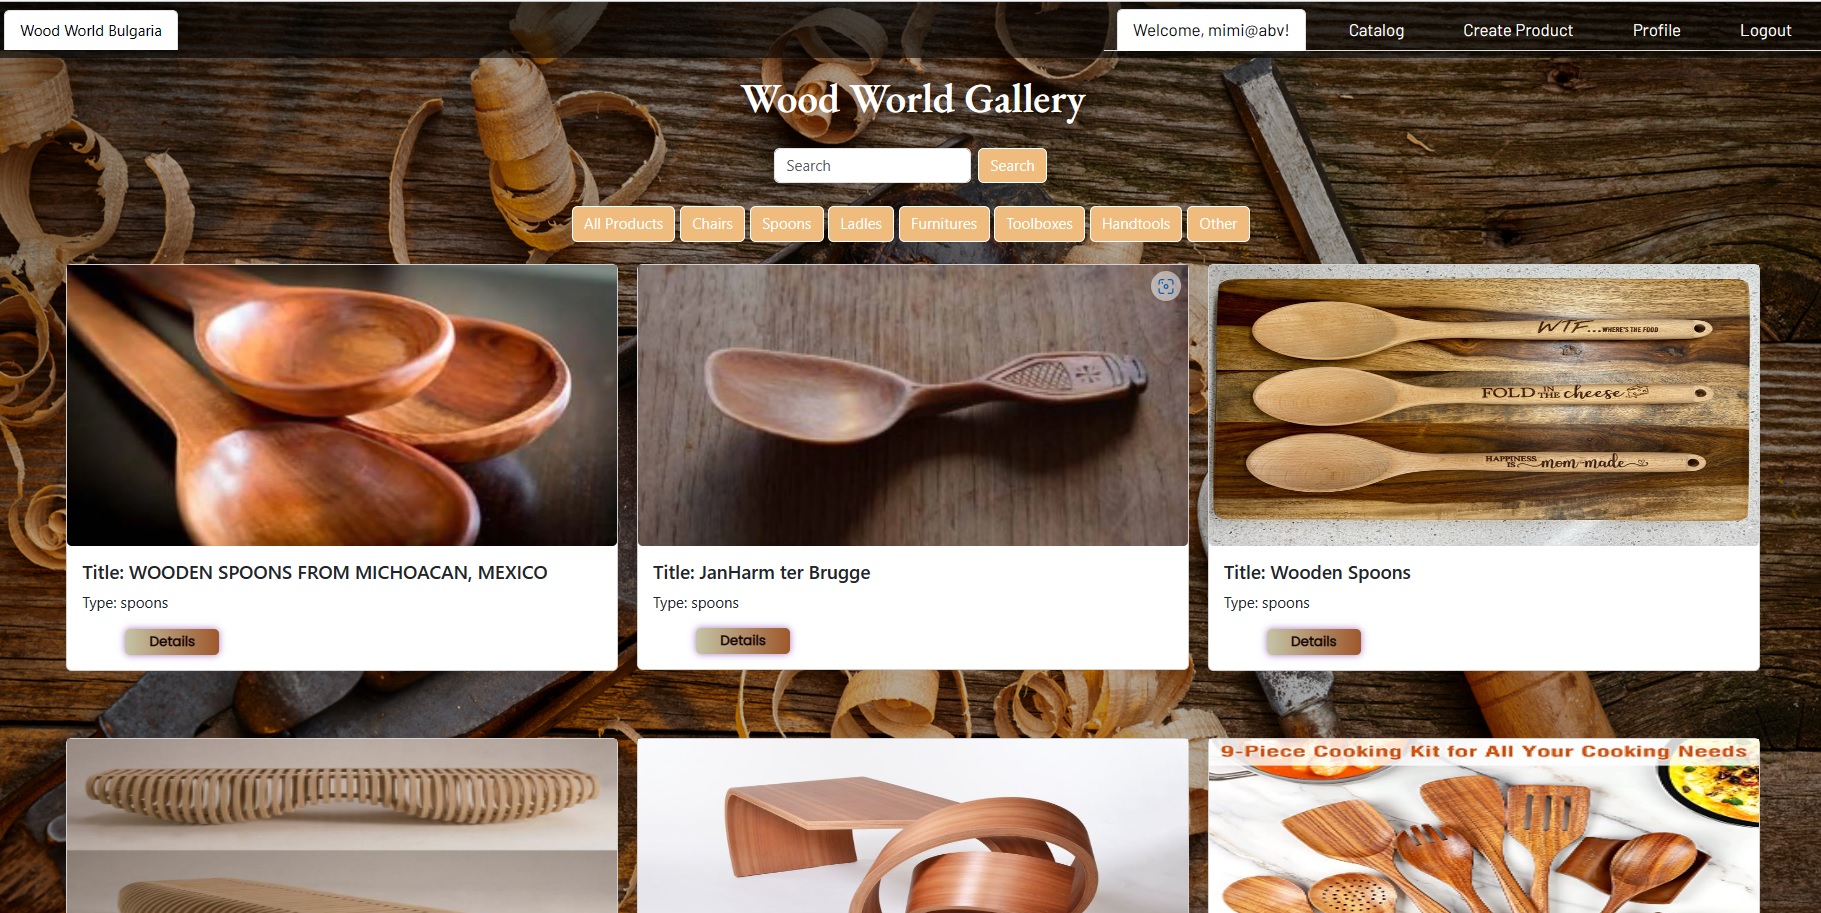 Wood World Bulgaria
Welcome, mimi@abv!
Catalog
Create Product
Profile
Logout
Wood World Gallery
Search
Search
All Products
Chairs
Spoons
Ladles
Furnitures
Toolboxes
Handtools
Other
WTF...WHERE'S THE FOOD
FOLD IN THE cheese
HAPPINESS IS mom-made
Title: WOODEN SPOONS FROM MICHOACAN, MEXICO
Type: spoons
Details
Title: JanHarm ter Brugge
Type: spoons
Details
Title: Wooden Spoons
Type: spoons
Details
9-Piece Cooking Kit for All Your Cooking Needs